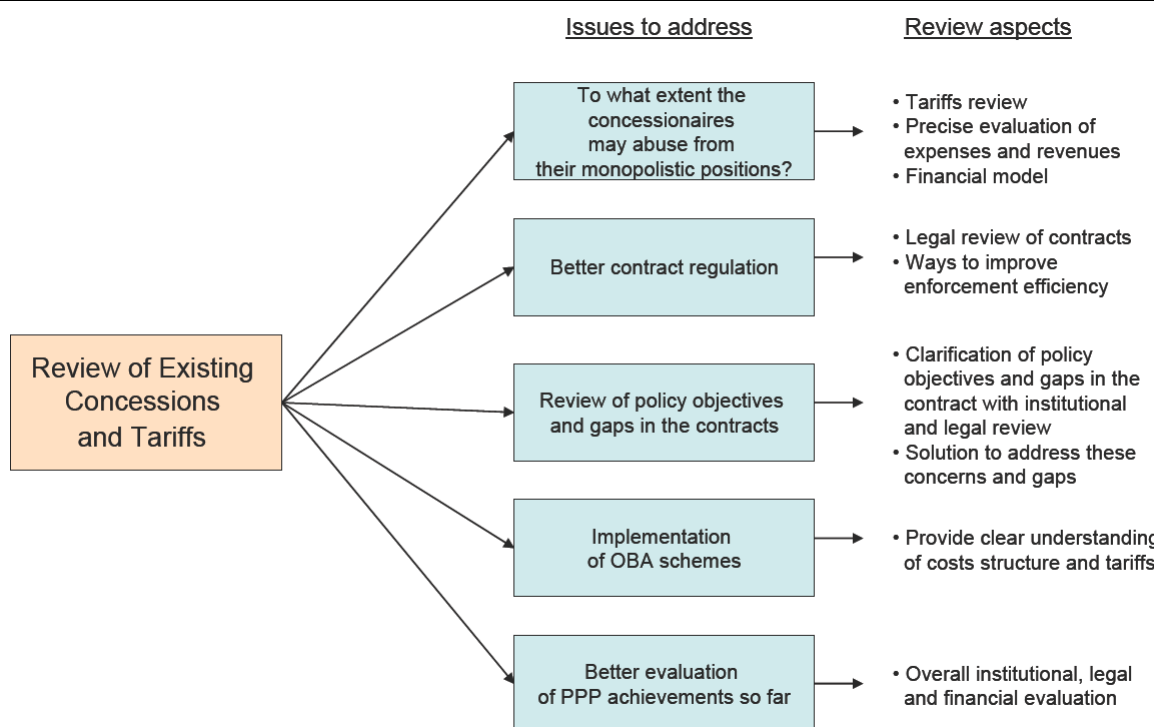 Issues to address
Review aspects
Review of Existing
Concessions
and Tariffs
To what extent the
concessionaires
may abuse from
their monopolistic positions?
• Tariffs review
• Precise evaluation of
expenses and revenues
• Financial model
Better contract regulation
• Legal review of contracts
• Ways to improve
enforcement efficiency
Review of policy objectives
and gaps in the contracts
• Clarification of policy
objectives and gaps in the
contract with institutional
and legal review
• Solution to address these
concerns and gaps
Implementation
of OBA schemes
• Provide clear understanding
of costs structure and tariffs
Better evaluation
of PPP achievements so far
• Overall institutional, legal
and financial evaluation